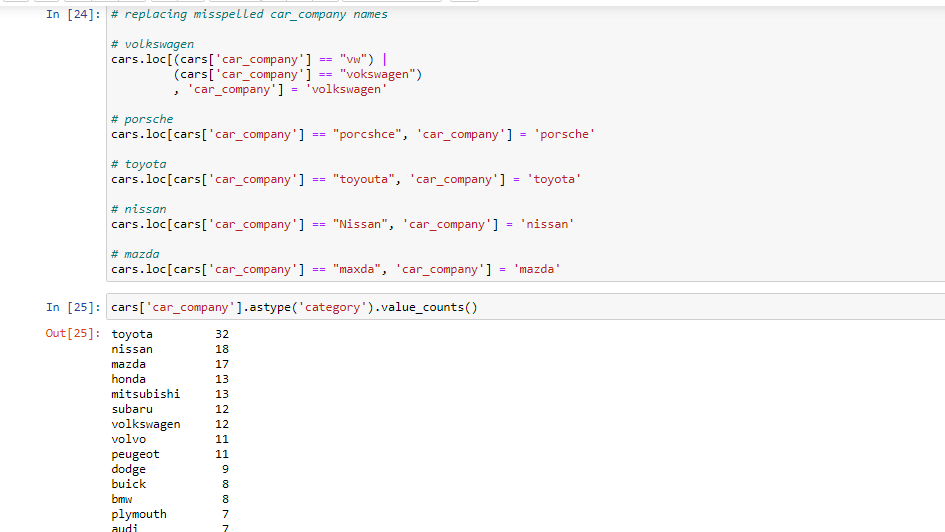 In [24]: # replacing misspelled car_company names
# volkswagen
cars.loc[(cars['car_company'] == "vw") |
(cars['car_company'] == "vokswagen")
, 'car_company'] = 'volkswagen'
# porsche
cars.loc[cars['car_company'] == "porcshce", 'car_company'] = 'porsche'
# toyota
cars.loc[cars['car_company'] == "toyouta", 'car_company'] = 'toyota'
# nissan
cars.loc[cars['car_company'] == "Nissan", 'car_company'] = 'nissan'
# mazda
cars.loc[cars['car_company'] == "maxda", 'car_company'] = 'mazda'
In [25]: cars['car_company'].astype('category').value_counts()
Out[25]: toyota 32
nissan 18
mazda 17
honda 13
mitsubishi 13
subaru 12
volkswagen 12
volvo 11
peugeot 11
dodge 9
buick 8
bmw 8
plymouth 7
audi 7